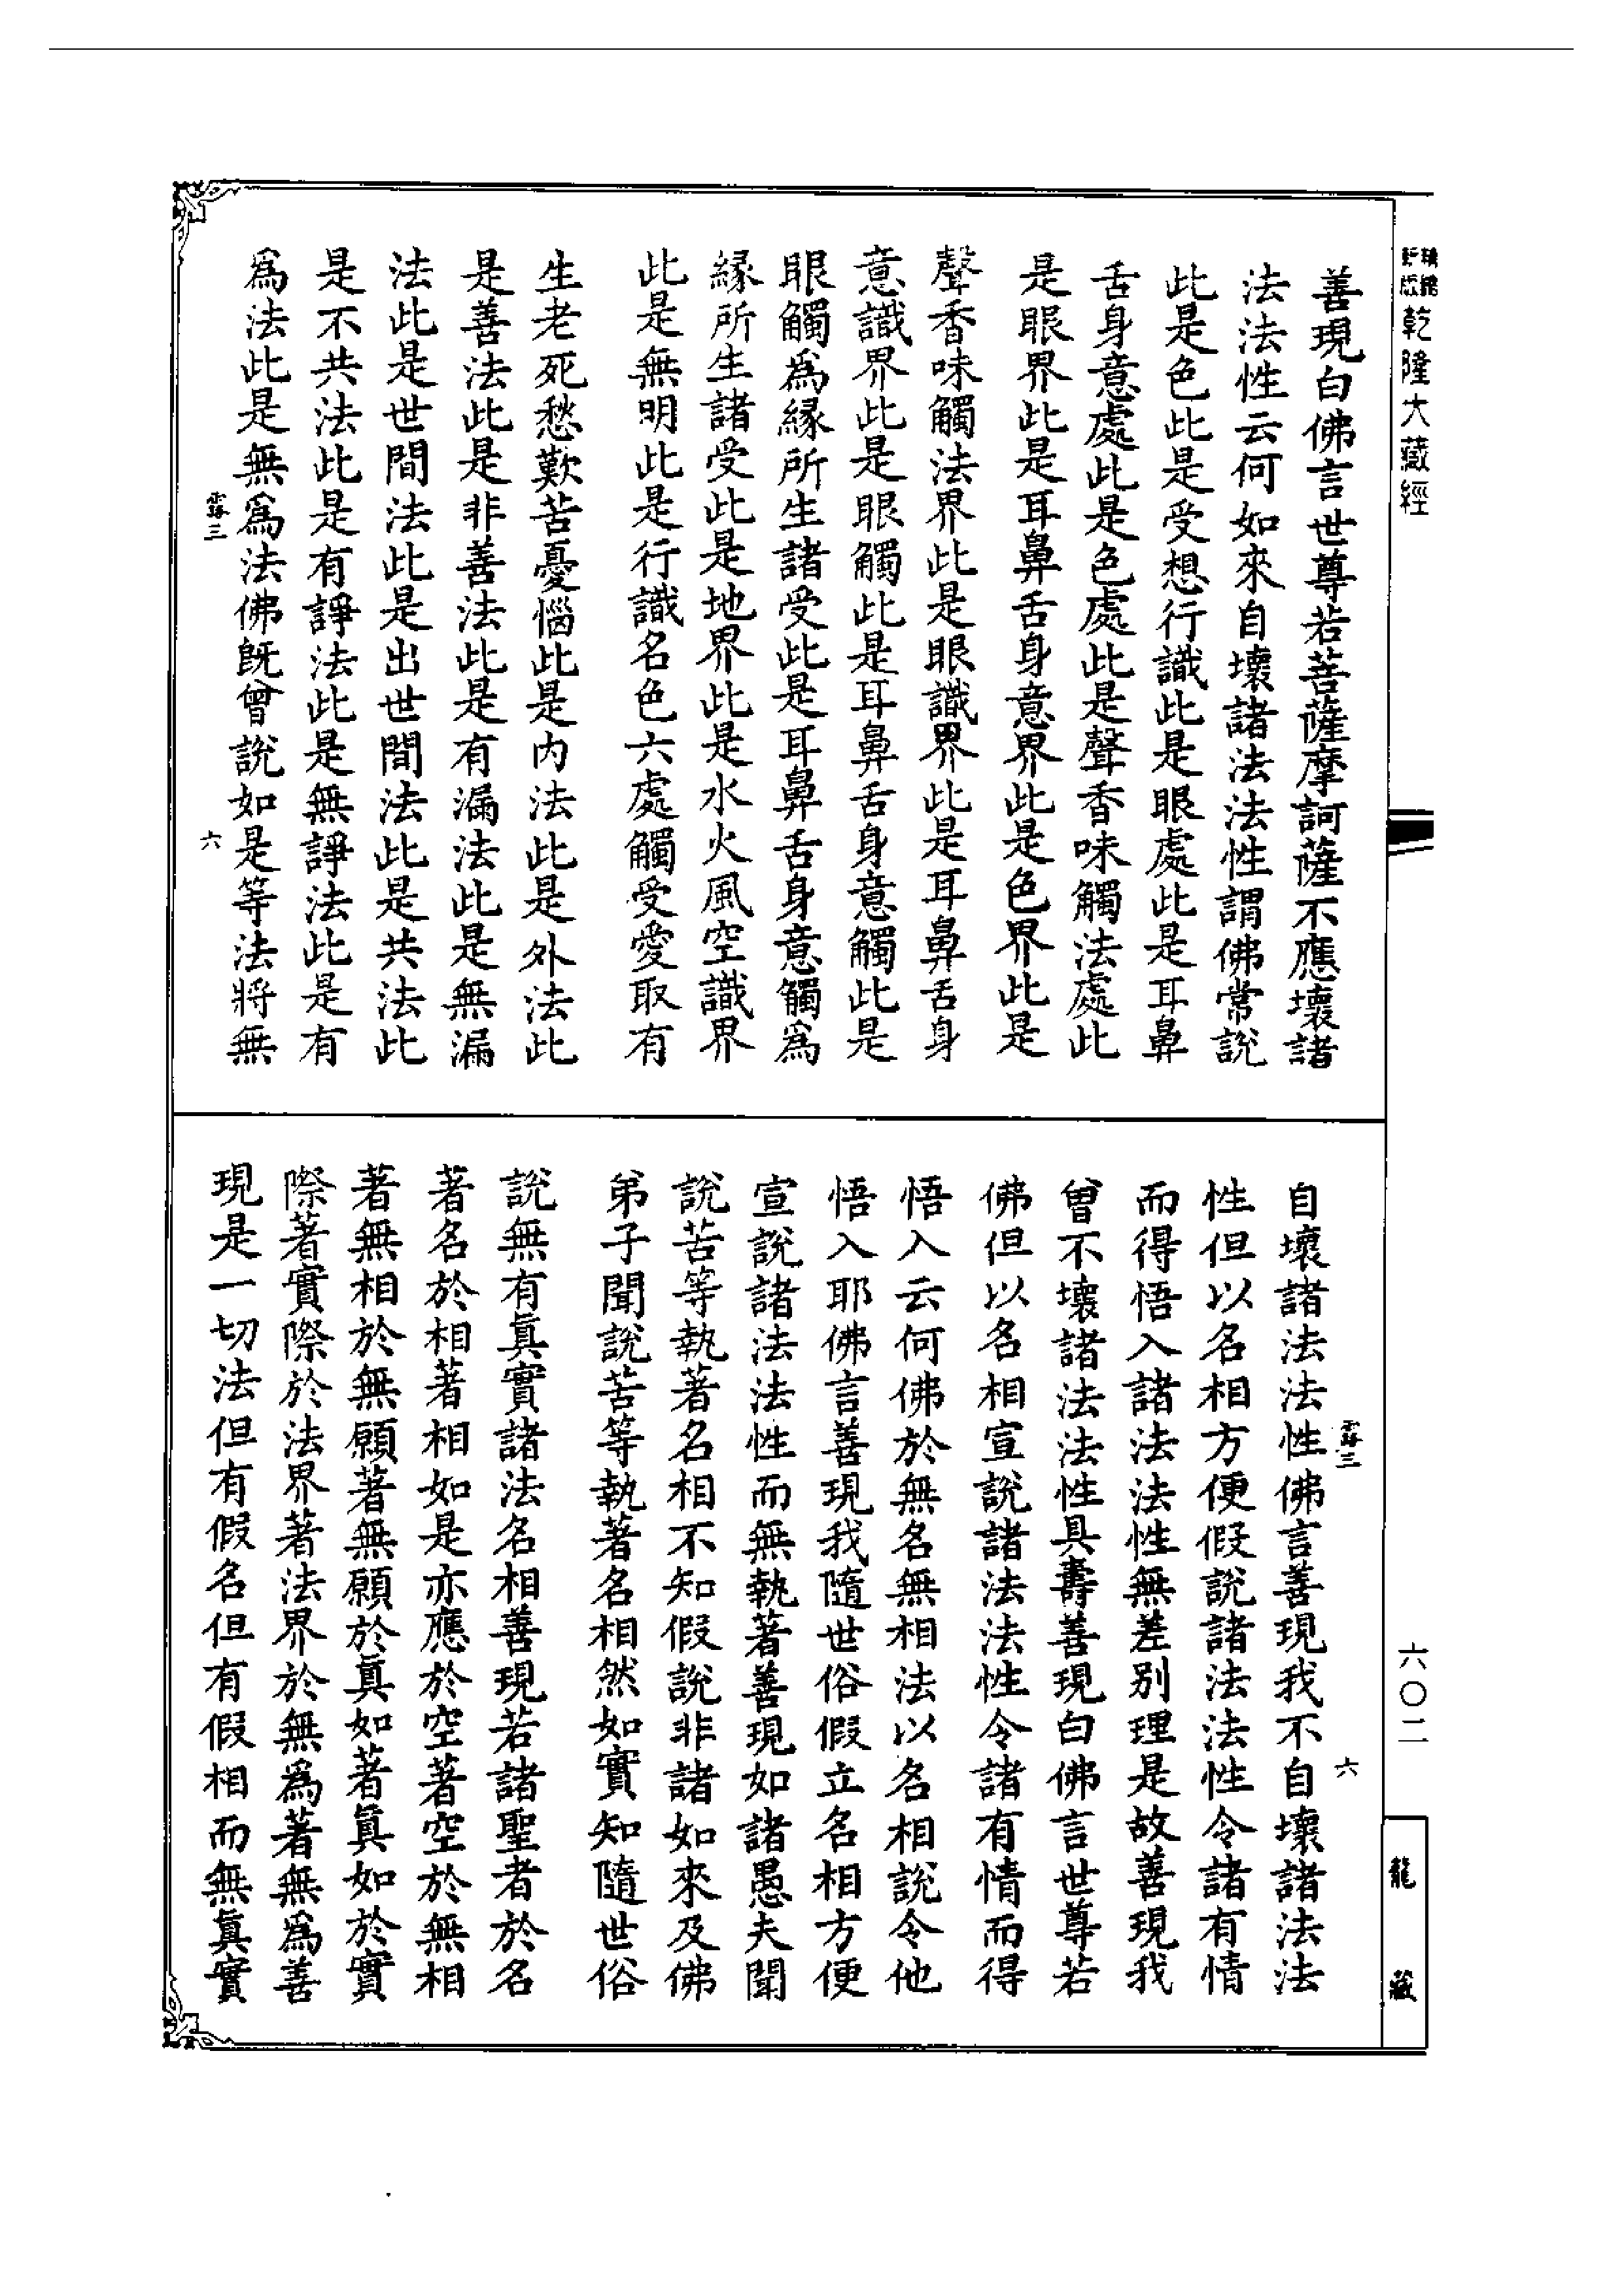 乾隆大藏經
善現白佛言世尊若菩薩摩訶薩不應壞諸
法法性云何如來自壞諸法法性謂佛常說
此是色此是受想行識此是眼處此是耳鼻
舌身意處此是色處此是聲香味觸法處此
是眼界此是耳鼻舌身意界此是色界此是
聲香味觸法界此是眼識界此是耳鼻舌身
意識界此是眼觸此是耳鼻舌身意觸此是
眼觸爲緣所生諸受此是耳鼻舌身意觸爲
緣所生諸受此是地界此是水火風空識界
此是無明此是行識名色六處觸受愛取有
生老死愁歎苦憂惱此是内法此是外法此
是善法此是非善法此是有漏法此是無漏
法此是世間法此是出世間法此是共法此
是不共法此是有諍法此是無諍法此是有
爲法此是無爲法佛旣曾說如是等法將無
露三 六
露三 六
自壞諸法法性佛言善現我不自壞諸法法
性但以名相方便假說諸法法性令諸有情
而得悟入諸法法性無差别理是故善現我
曾不壞諸法法性具壽善現白佛言世尊若
佛但以名相宣說諸法法性令諸有情而得
悟入云何佛於無名無相法以名相說令他
悟入耶佛言善現我隨世俗假立名相方便
宣說諸法法性而無執著善現如諸愚夫聞
說苦等執著名相不知假說非諸如來及佛
弟子聞說苦等執著名相然如實知隨世俗
說無有眞實諸法名相善現若諸聖者於名
著名於相著相如是亦應於空著空於無相
著無相於無願著無願於眞如著眞如於實
際著實際於法界著法界於無爲著無爲善
現是一切法但有假名但有假相而無眞實
六〇二
龍藏